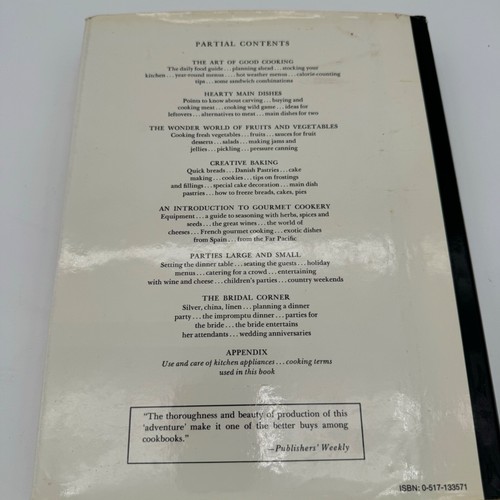 PARTIAL CONTENTS
THE ART OF GOOD COOKING
The daily food guide . . . planning ahead . . . stocking your
kitchen . . . year-round menus . . . hot weather menus . . . calorie-counting
tips . . . some sandwich combinations
HEARTY MAIN DISHES
Points to know about carving . . . buying and
cooking meat . . . cooking wild game . . . ideas for
leftovers . . . alternatives to meat . . . main dishes for two
THE WONDER WORLD OF FRUITS AND VEGETABLES
Cooking fresh vegetables . . . fruits . . . sauces for fruit
desserts . . . salads . . . making jams and
jellies . . . pickling . . . pressure canning
CREATIVE BAKING
Quick breads . . . Danish Pastries . . . cake
making . . . cookies . . . tips on frostings
and fillings . . . special cake decoration . . . main dish
pastries . . . how to freeze breads, cakes, pies
AN INTRODUCTION TO GOURMET COOKERY
Equipment . . . a guide to seasoning with herbs, spices and
seeds . . . the great wines . . . the world of
cheeses . . . French gourmet cooking . . . exotic dishes
from Spain . . . from the Far Pacific
PARTIES LARGE AND SMALL
Setting the dinner table . . . seating the guests . . . holiday
menus . . . catering for a crowd . . . entertaining
with wine and cheese . . . children's parties . . . country weekends
THE BRIDAL CORNER
Silver, china, linen . . . planning a dinner
party . . . the impromptu dinner . . . parties for
the bride . . . the bride entertains
her attendants . . . wedding anniversaries
APPENDIX
Use and care of kitchen appliances . . . cooking terms
used in this book
"The thoroughness and beauty of production of this
'adventure' make it one of the better buys among
cookbooks."
—Publishers' Weekly
ISBN: 0-517-133571